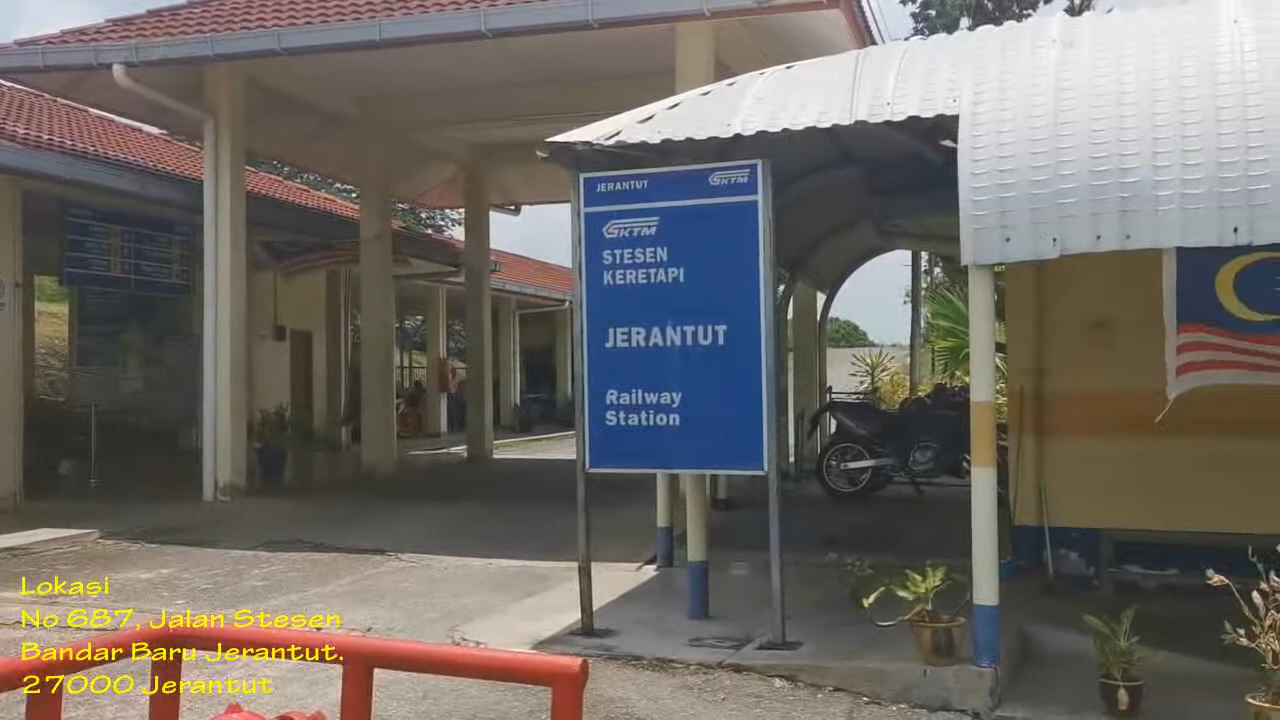 JERANTUT KTM
KTM
STESEN
KERETAPI
JERANTUT
Railway
Station
Lokasi
No 687, Jalan Stesen
Bandar Baru Jerantut.
27000 Jerantut